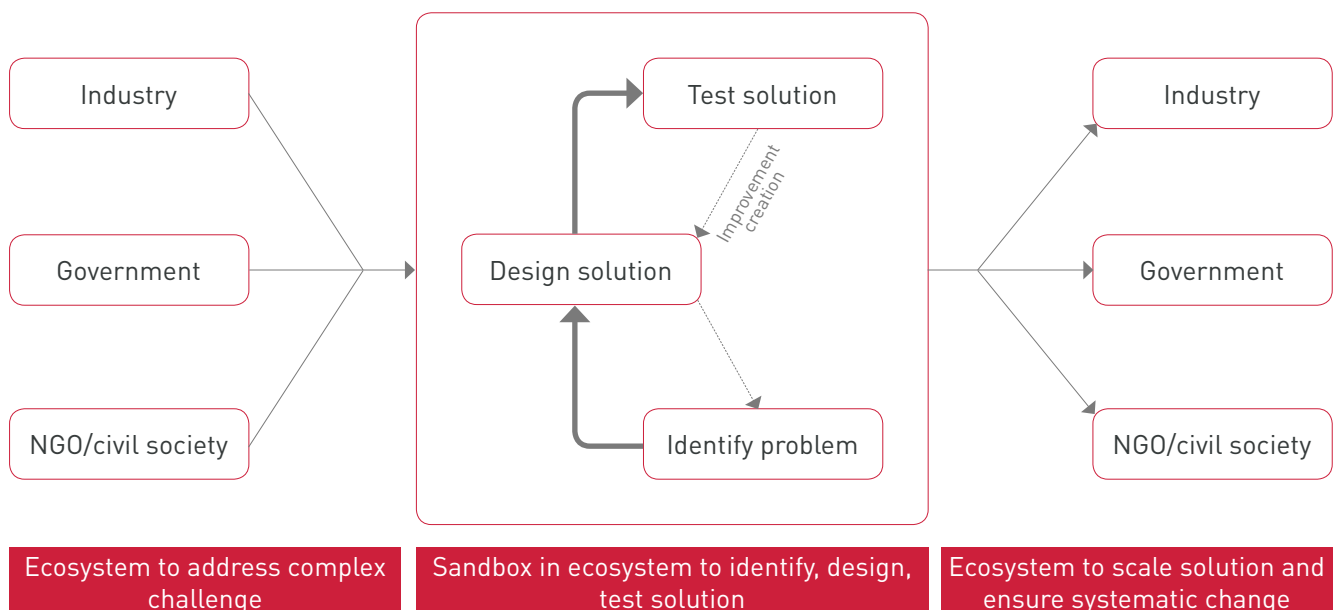 Industry
Government
NGO/civil society
Test solution
Improvement
creation
Design solution
Identify problem
Industry
Government
NGO/civil society
Ecosystem to address complex
challenge
Sandbox in ecosystem to identify, design,
test solution
Ecosystem to scale solution and
ensure systematic change